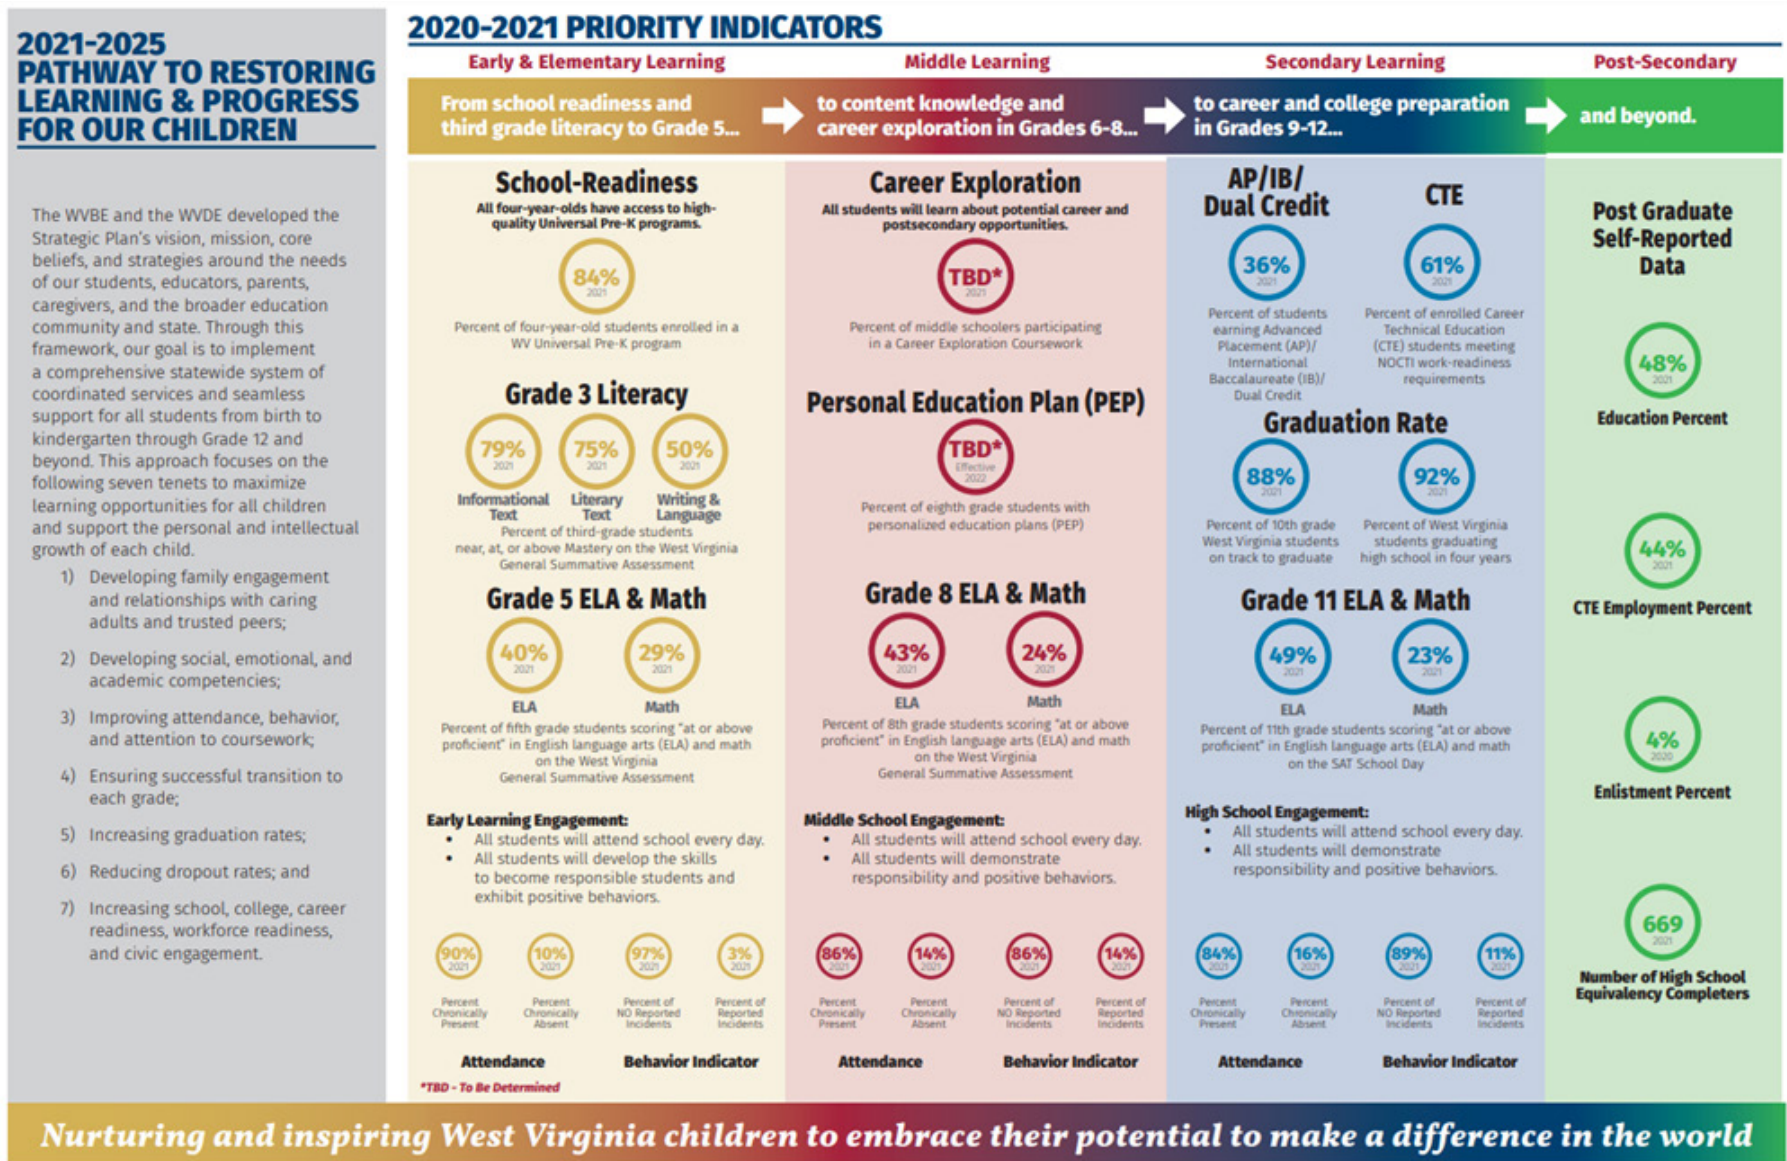 2021-2025
PATHWAY TO RESTORING
LEARNING & PROGRESS
FOR OUR CHILDREN
The WVBE and the WVDE developed the
Strategic Plan's vision, mission, core
beliefs, and strategies around the needs
of our students, educators, parents,
caregivers, and the broader education
community and state. Through this
framework, our goal is to implement
a comprehensive statewide system of
coordinated services and seamless
support for all students from birth to
kindergarten through Grade 12 and
beyond. This approach focuses on the
following seven tenets to maximize
learning opportunities for all children
and support the personal and intellectual
growth of each child.
1) Developing family engagement
and relationships with caring
adults and trusted peers;
2) Developing social, emotional, and
academic competencies;
3) Improving attendance, behavior,
and attention to coursework;
4) Ensuring successful transition to
each grade;
5) Increasing graduation rates;
6) Reducing dropout rates; and
7) Increasing school, college, career
readiness, workforce readiness,
and civic engagement.
2020-2021 PRIORITY INDICATORS
Early & Elementary Learning
From school readiness and
third grade literacy to Grade 5...
School-Readiness
All four-year-olds have access to high-
quality Universal Pre-K programs.
84%
2021
Percent of four-year-old students enrolled in a
WV Universal Pre-K program
Grade 3 Literacy
79% 75% 50%
2021 2021 2021
Informational Literary Writing &
Text Text Language
Percent of third-grade students
near, at, or above Mastery on the West Virginia
General Summative Assessment
Grade 5 ELA & Math
40% 29%
2021 2021
ELA Math
Percent of fifth grade students scoring "at or above
proficient" in English language arts (ELA) and math
on the West Virginia
General Summative Assessment
Early Learning Engagement:
• All students will attend school every day.
• All students will develop the skills
to become responsible students and
exhibit positive behaviors.
90% 10% 97% 3%
2021 2021 2021 2021
Percent Percent Percent of Percent of
Chronically Chronically NO Reported Reported
Present Absent Incidents Incidents
Attendance Behavior Indicator
*TBD - To Be Determined
Middle Learning
to content knowledge and
career exploration in Grades 6-8...
Career Exploration
All students will learn about potential career and
postsecondary opportunities.
TBD*
2021
Percent of middle schoolers participating
in a Career Exploration Coursework
Personal Education Plan (PEP)
TBD*
Effective
2022
Percent of eighth grade students with
personalized education plans (PEP)
Grade 8 ELA & Math
43% 24%
2021 2021
ELA Math
Percent of 8th grade students scoring "at or above
proficient" in English language arts (ELA) and math
on the West Virginia
General Summative Assessment
Middle School Engagement:
• All students will attend school every day.
• All students will demonstrate
responsibility and positive behaviors.
86% 14% 86% 14%
2021 2021 2021 2021
Percent Percent Percent of Percent of
Chronically Chronically NO Reported Reported
Present Absent Incidents Incidents
Attendance Behavior Indicator
Secondary Learning
to career and college preparation
in Grades 9-12...
AP/IB/
Dual Credit
36%
2021
Percent of students
earning Advanced
Placement (AP)/
International
Baccalaureate (IB)/
Dual Credit
CTE
61%
2021
Percent of enrolled Career
Technical Education
(CTE) students meeting
NOCTI work-readiness
requirements
Graduation Rate
88%
2021
Percent of 10th grade
West Virginia students
on track to graduate
92%
2021
Percent of West Virginia
students graduating
high school in four years
Grade 11 ELA & Math
49% 23%
2021 2021
ELA Math
Percent of 11th grade students scoring "at or above
proficient" in English language arts (ELA) and math
on the SAT School Day
High School Engagement:
• All students will attend school every day.
• All students will demonstrate
responsibility and positive behaviors.
84% 16% 89% 11%
2021 2021 2021 2021
Percent Percent Percent of Percent of
Chronically Chronically NO Reported Reported
Present Absent Incidents Incidents
Attendance Behavior Indicator
Post-Secondary
and beyond.
Post Graduate
Self-Reported
Data
48%
2021
Education Percent
44%
2021
CTE Employment Percent
4%
2020
Enlistment Percent
669
2021
Number of High School
Equivalency Completers
Nurturing and inspiring West Virginia children to embrace their potential to make a difference in the world